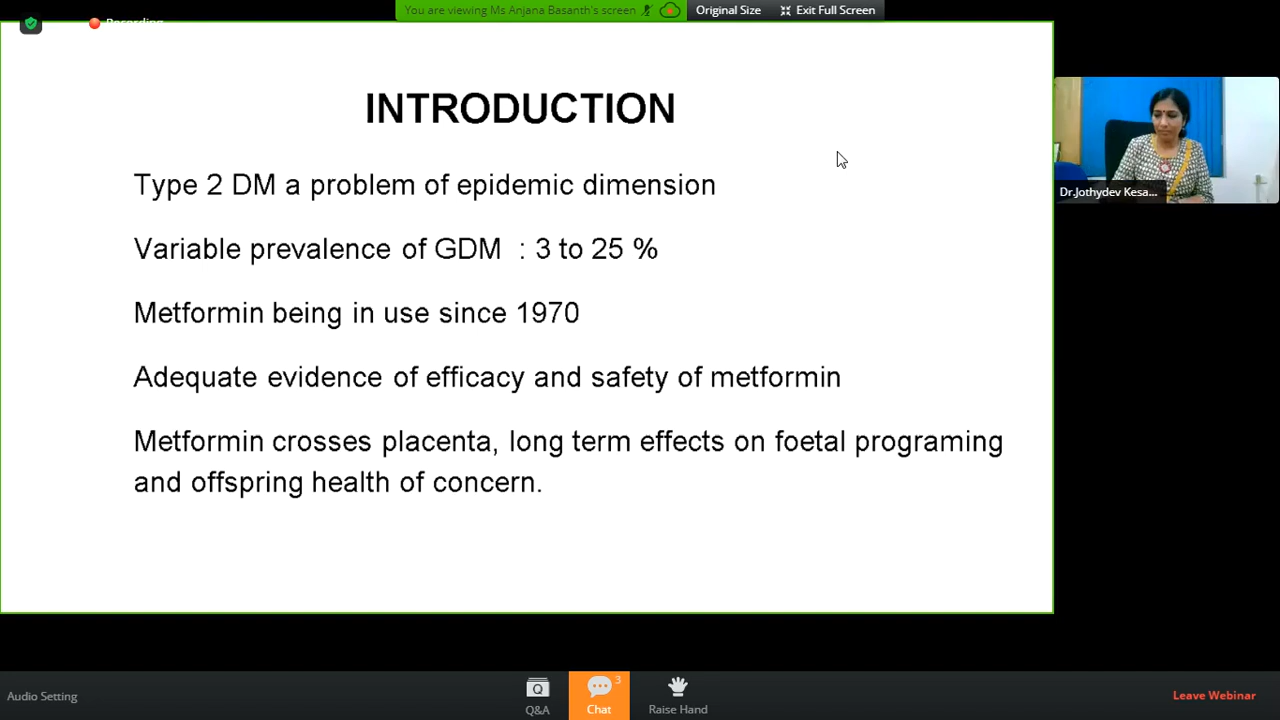 You are viewing Ms Anjana Basanth's screen
Original Size
Exit Full Screen
Recording
INTRODUCTION
Type 2 DM a problem of epidemic dimension
Variable prevalence of GDM : 3 to 25 %
Metformin being in use since 1970
Adequate evidence of efficacy and safety of metformin
Metformin crosses placenta, long term effects on foetal programing
and offspring health of concern.
Dr.Jothydev Kesa...
Audio Setting
Q&A
3
Chat
Raise Hand
Leave Webinar